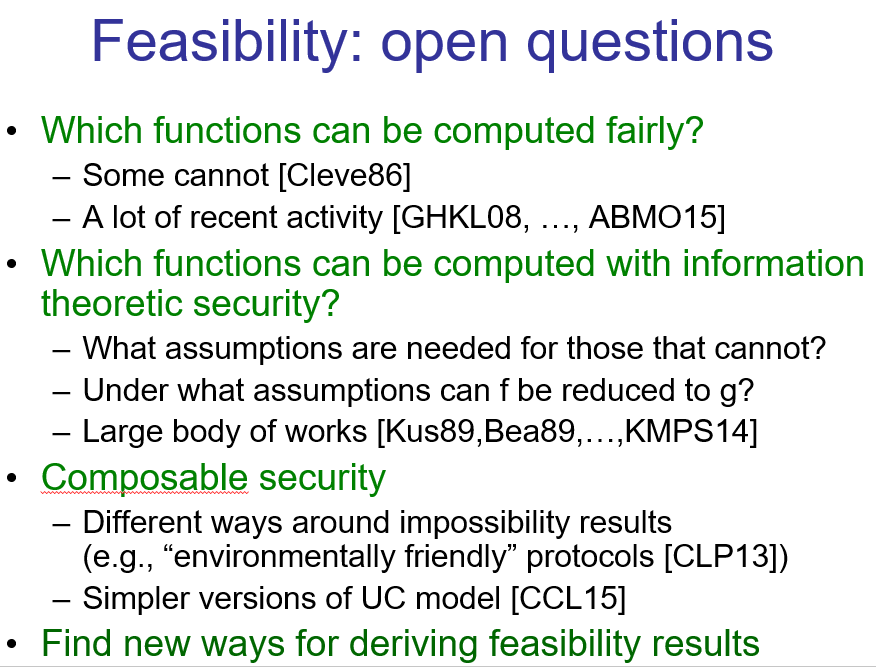 Feasibility: open questions
• Which functions can be computed fairly?
– Some cannot [Cleve86]
– A lot of recent activity [GHKL08, …, ABMO15]
• Which functions can be computed with information
theoretic security?
– What assumptions are needed for those that cannot?
– Under what assumptions can f be reduced to g?
– Large body of works [Kus89,Bea89,…,KMPS14]
• Composable security
– Different ways around impossibility results
(e.g., “environmentally friendly” protocols [CLP13])
– Simpler versions of UC model [CCL15]
• Find new ways for deriving feasibility results